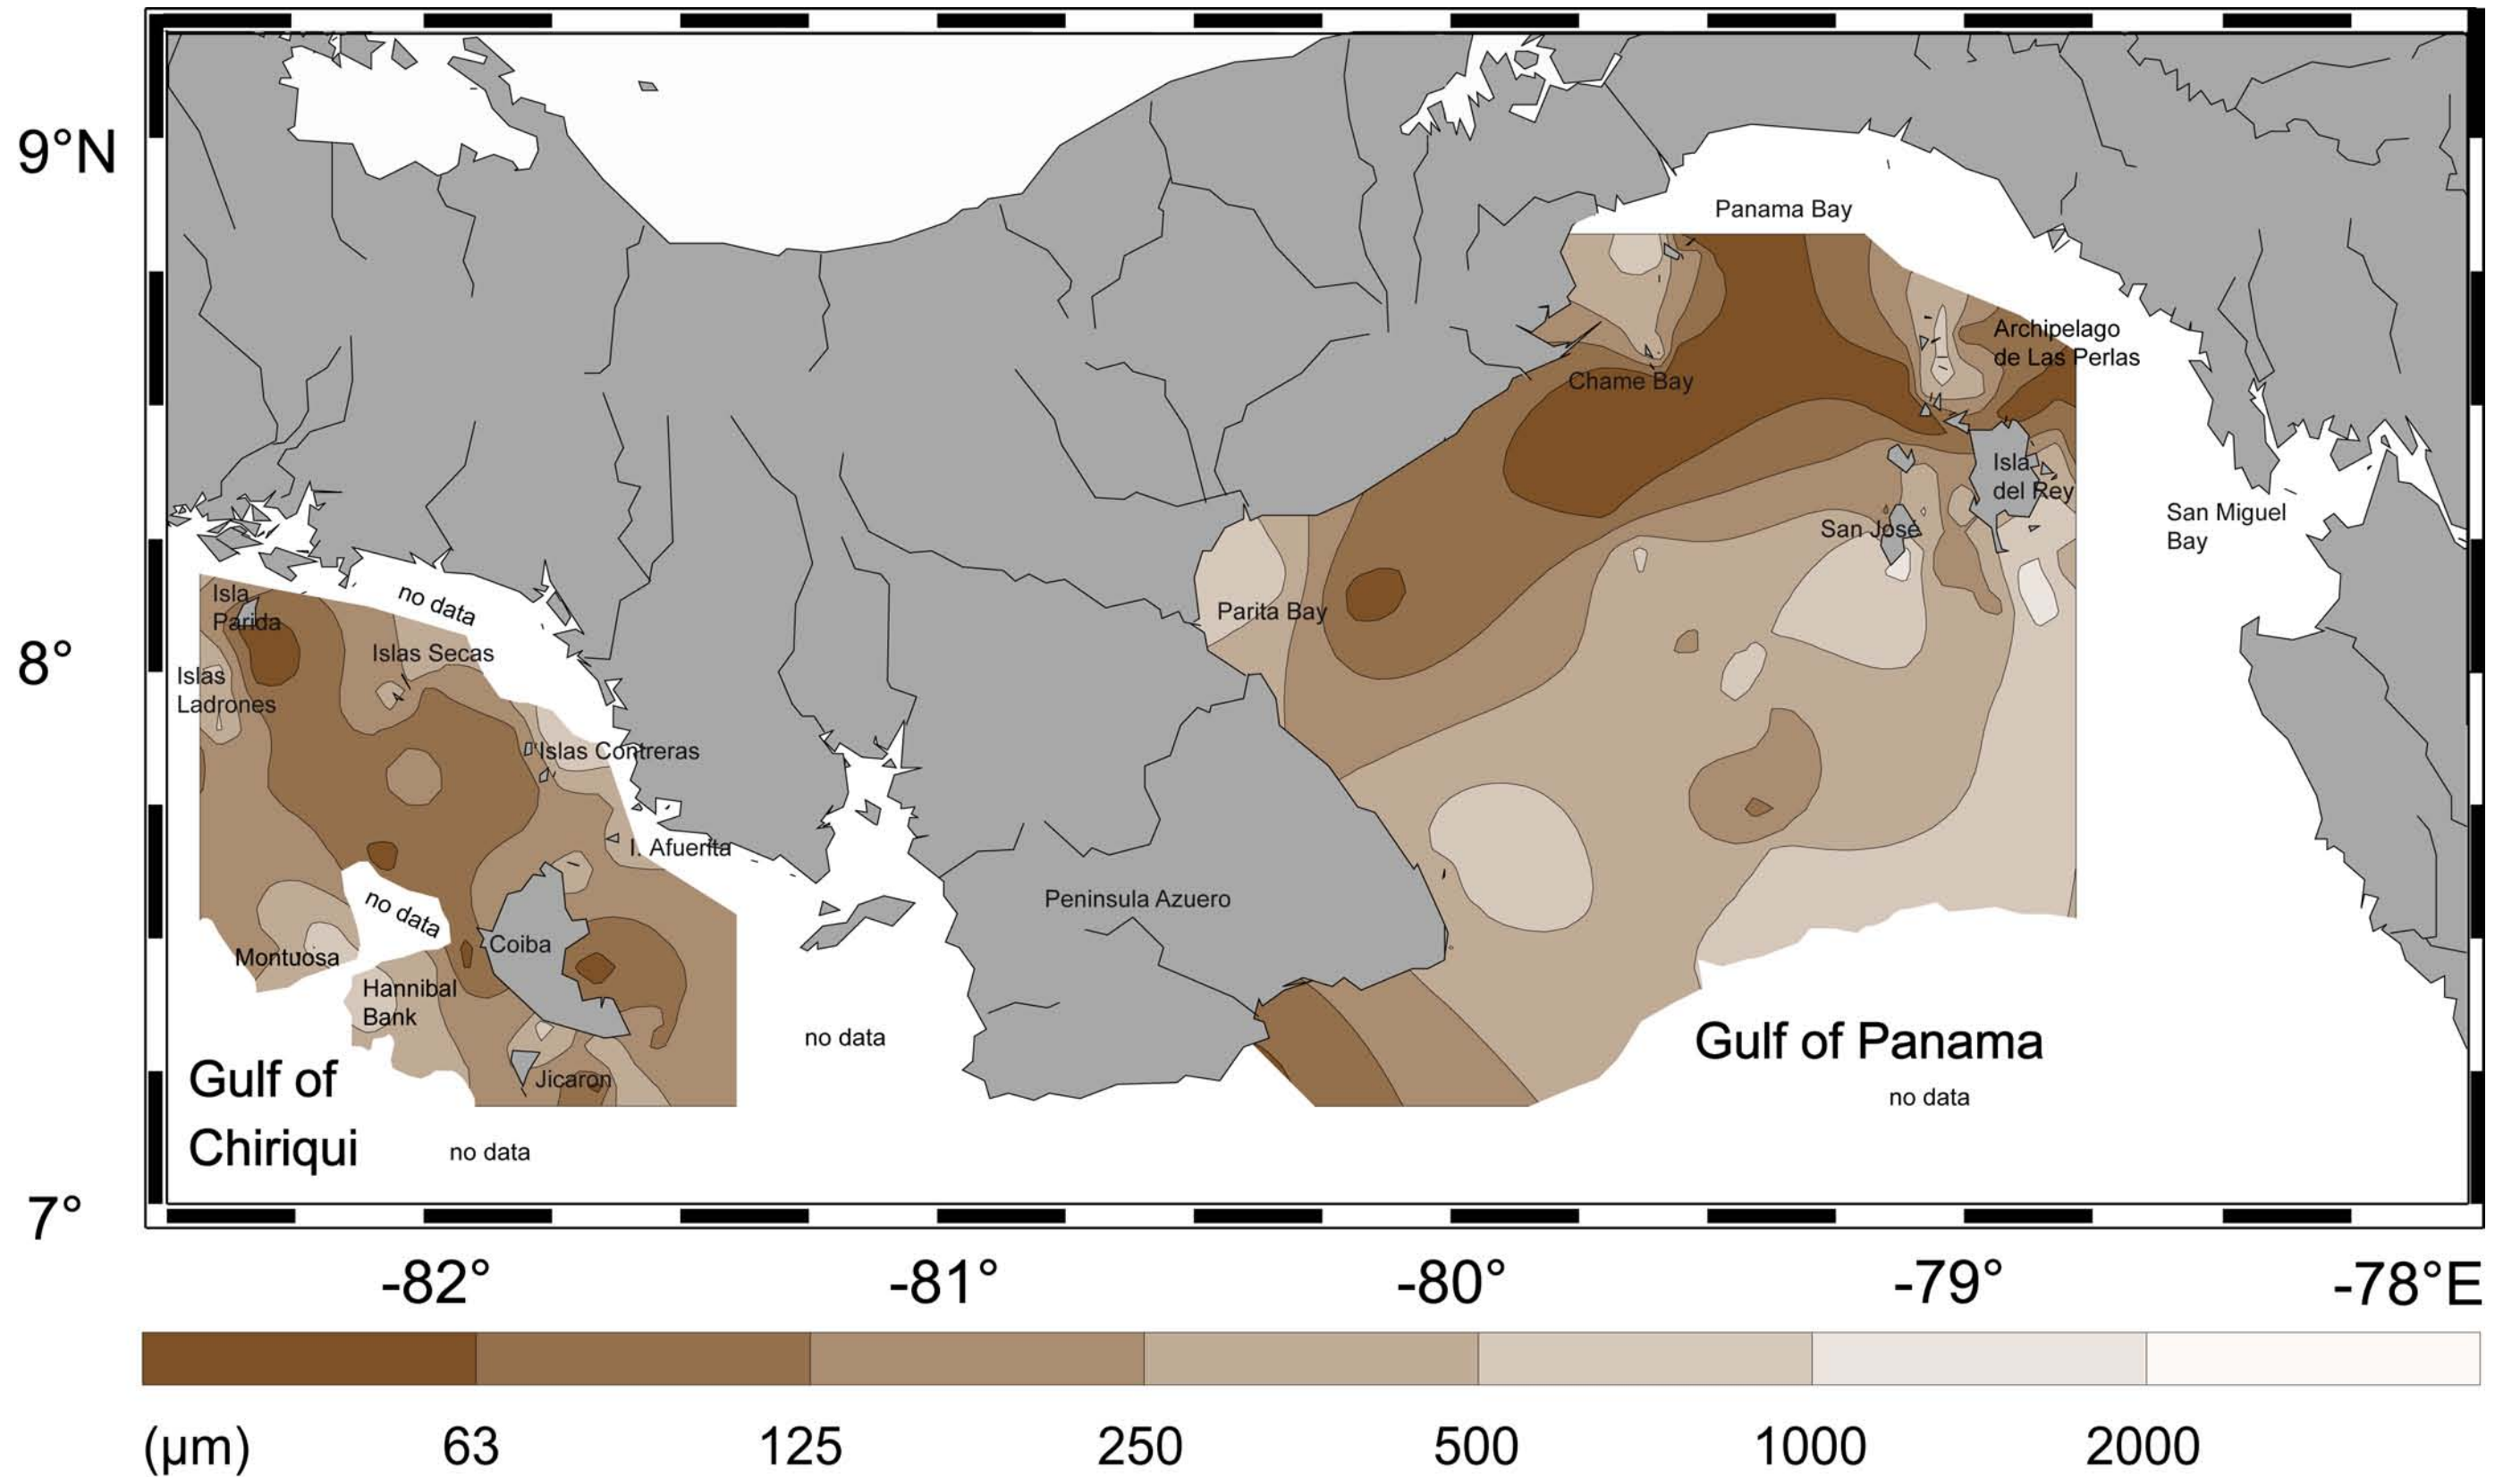 9°N
8°
7°
Panama Bay
Archipelago
de Las Perlas
Chame Bay
Isla
del Rey
San José
San Miguel
Bay
Parita Bay
no data
Isla
Parida
Islas Secas
Islas
Ladrones
Islas Contreras
I. Afuerita
no data
Montuosa
Coiba
Hannibal
Bank
Peninsula Azuero
no data
Jicaron
Gulf of
Chiriqui
no data
Gulf of Panama
no data
-82°
-81°
-80°
-79°
-78°E
(µm)
63
125
250
500
1000
2000